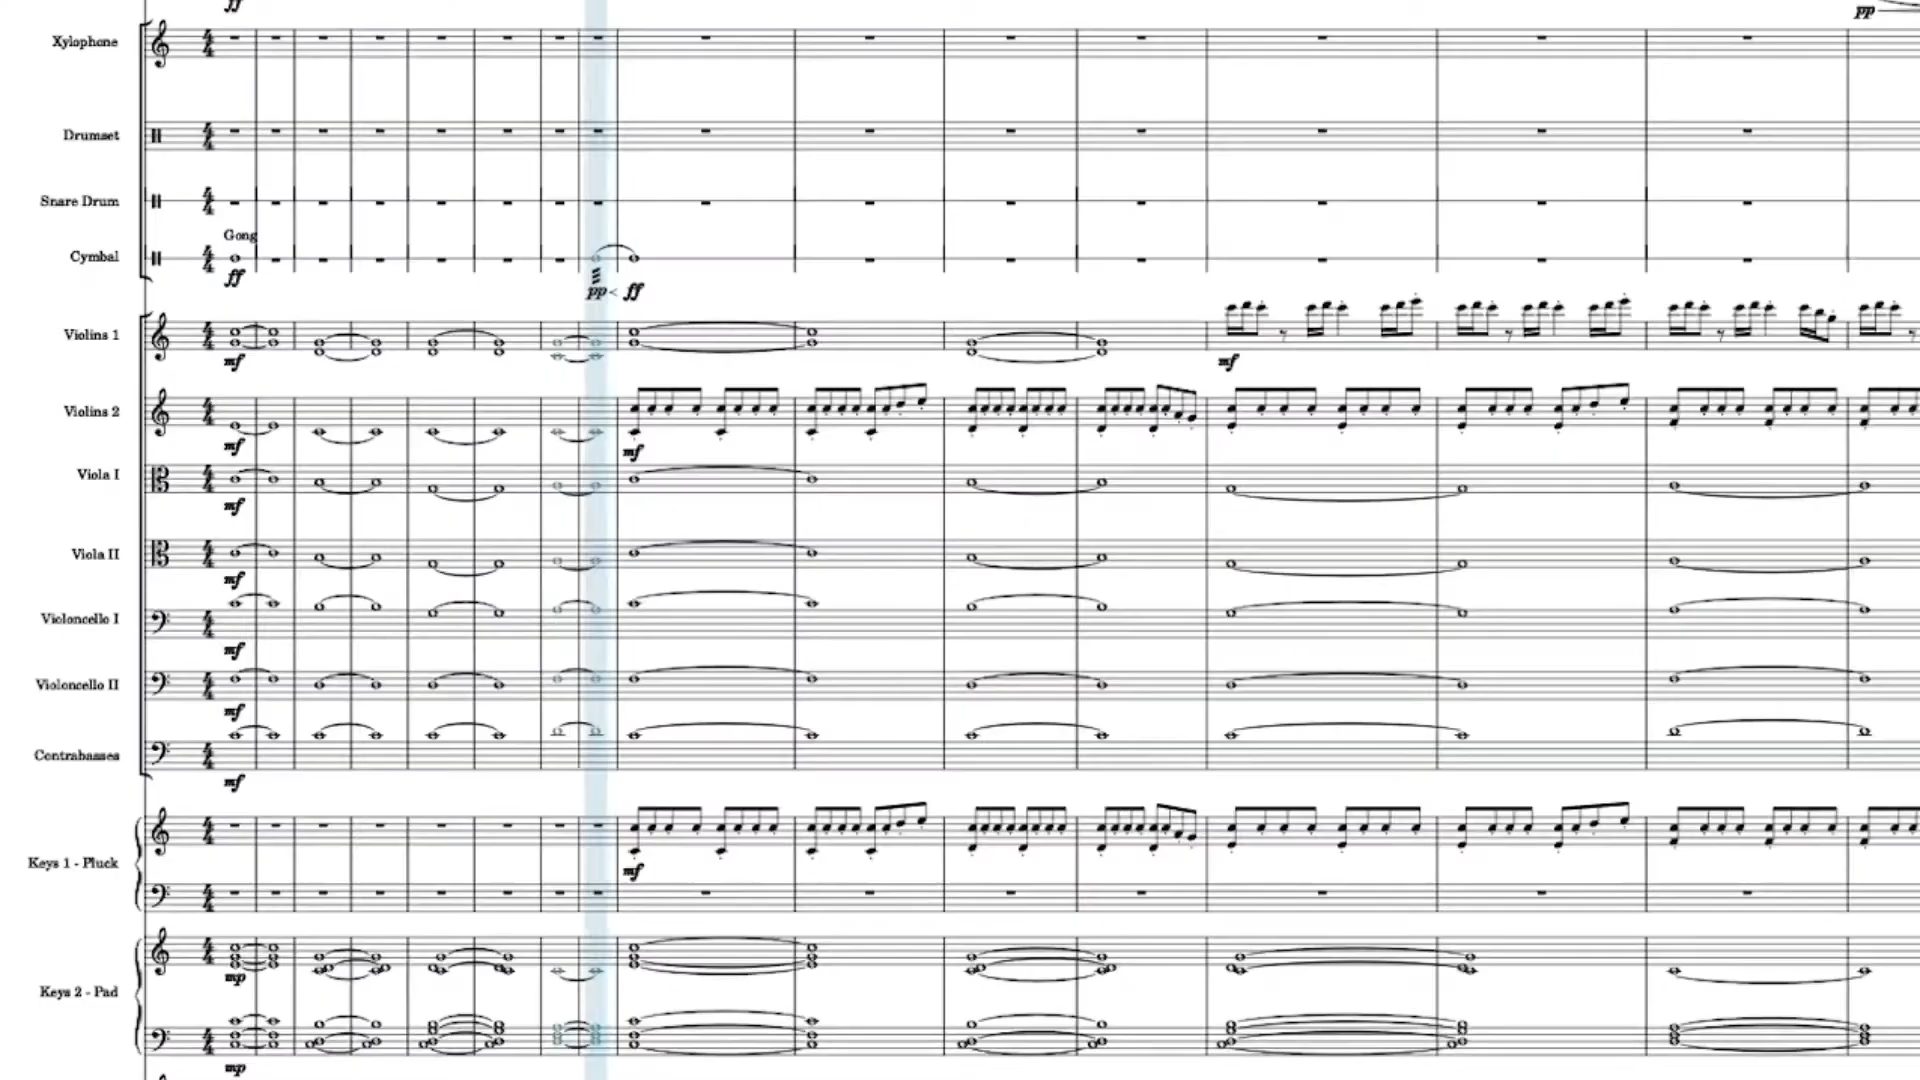 ff
pp
Xylophone
Drumset
Snare Drum
Gong
Cymbal
ff
pp ff
Violins 1
mf
mf
Violins 2
mf
mf
Viola I
mf
Viola II
mf
Violoncello I
mf
Violoncello II
mf
Contrabasses
mf
Keys 1 - Pluck
mf
Keys 2 - Pad
mp
mp